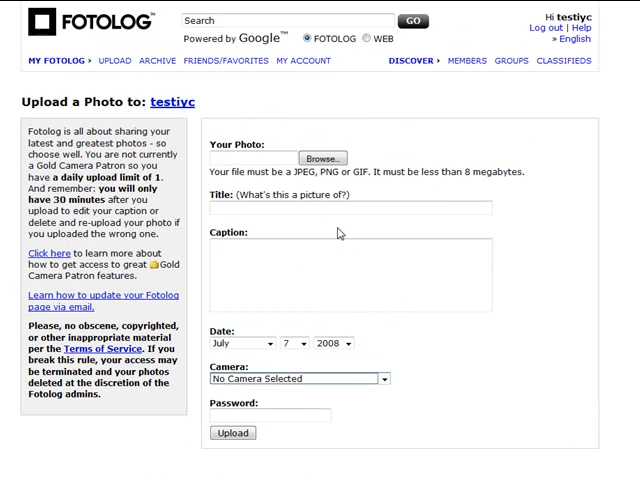 FOTOLOG™
Search
GO
Powered by Google™ FOTOLOG WEB
Hi testiyc
Log out | Help
» English
MY FOTOLOG › UPLOAD ARCHIVE FRIENDS/FAVORITES MY ACCOUNT DISCOVER › MEMBERS GROUPS CLASSIFIEDS
Upload a Photo to: testiyc
Fotolog is all about sharing your
latest and greatest photos - so
choose well. You are not currently
a Gold Camera Patron so you
have a daily upload limit of 1.
And remember: you will only
have 30 minutes after you
upload to edit your caption or
delete and re-upload your photo if
you uploaded the wrong one.
Click here to learn more about
how to get access to great Gold
Camera Patron features.
Learn how to update your Fotolog
page via email.
Please, no obscene, copyrighted,
or other inappropriate material
per the Terms of Service. If you
break this rule, your access may
be terminated and your photos
deleted at the discretion of the
Fotolog admins.
Your Photo:
Browse...
Your file must be a JPEG, PNG or GIF. It must be less than 8 megabytes.
Title: (What's this a picture of?)
Caption:
Date:
July 7 2008
Camera:
No Camera Selected
Password:
Upload